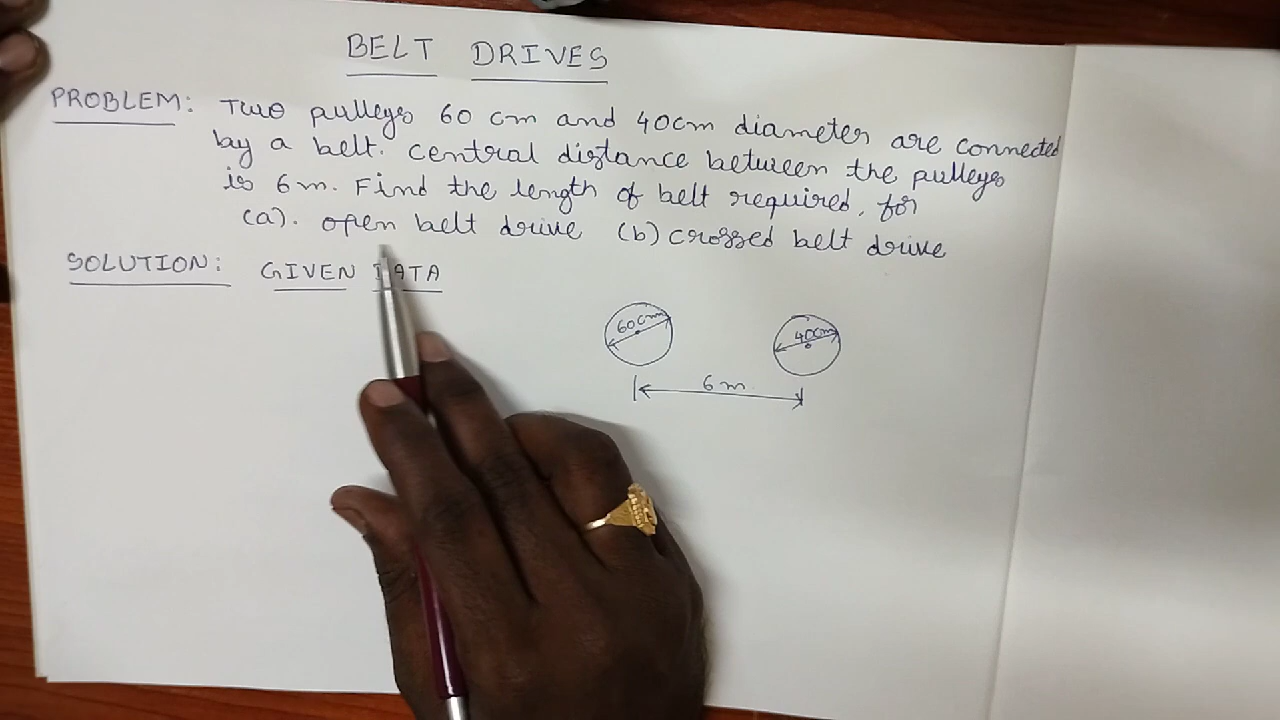 BELT DRIVES
PROBLEM: Two pulleys 60 cm and 40cm diameter are connected
by a belt. central distance between the pulleys
is 6m. Find the length of belt required, for
(a). open belt drive (b) crossed belt drive
SOLUTION: GIVEN DATA
60cm 40cm
6m